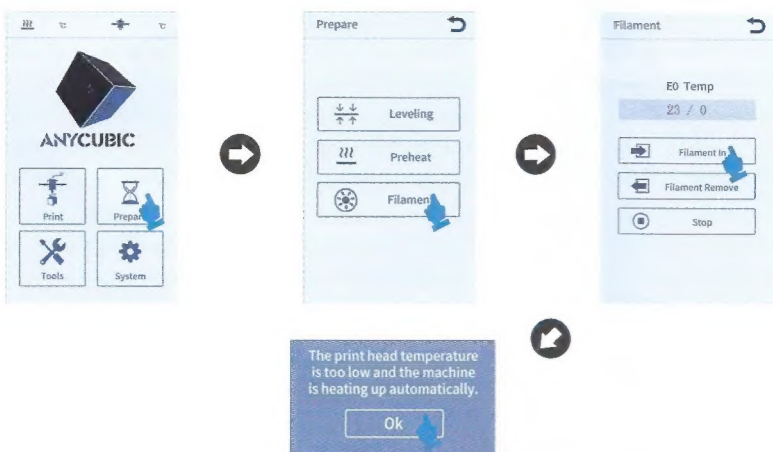 ℃ ℃
ANYCUBIC
Print Prepare
Tools System
Prepare
Leveling
Preheat
Filament
Filament
E0 Temp
23 / 0
Filament In
Filament Remove
Stop
The print head temperature
is too low and the machine
is heating up automatically.
Ok